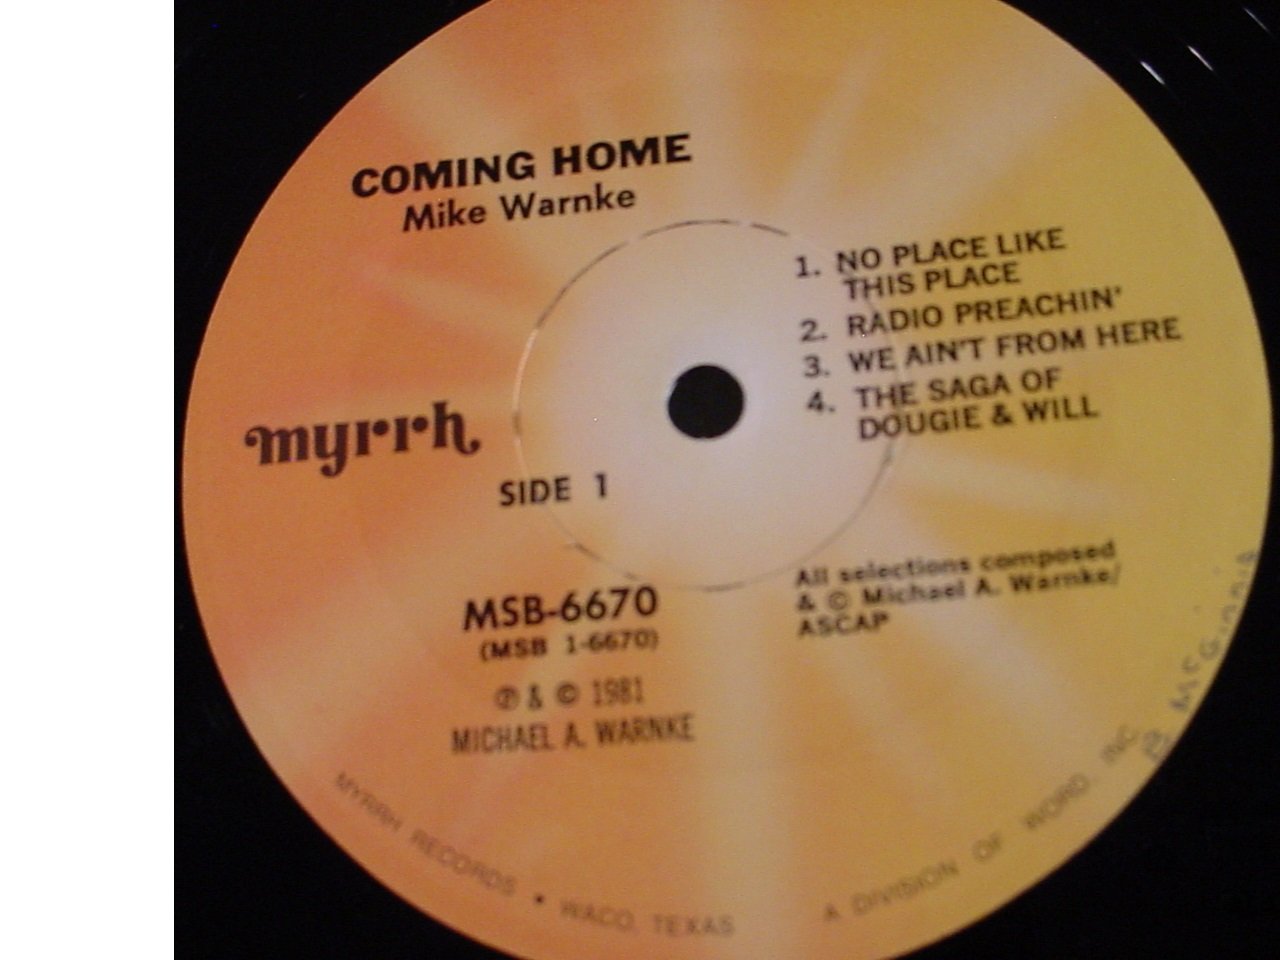 COMING HOME
Mike Warnke
1. NO PLACE LIKE
THIS PLACE
2. RADIO PREACHIN'
3. WE AIN'T FROM HERE
4. THE SAGA OF
DOUGIE & WILL
myrrh
SIDE 1
MSB-6670
(MSB 1-6670)
℗ & © 1981
MICHAEL A. WARNKE
All selections composed
& © Michael A. Warnke/
ASCAP
MYRRH RECORDS • WACO, TEXAS
A DIVISION OF WORD, INC.